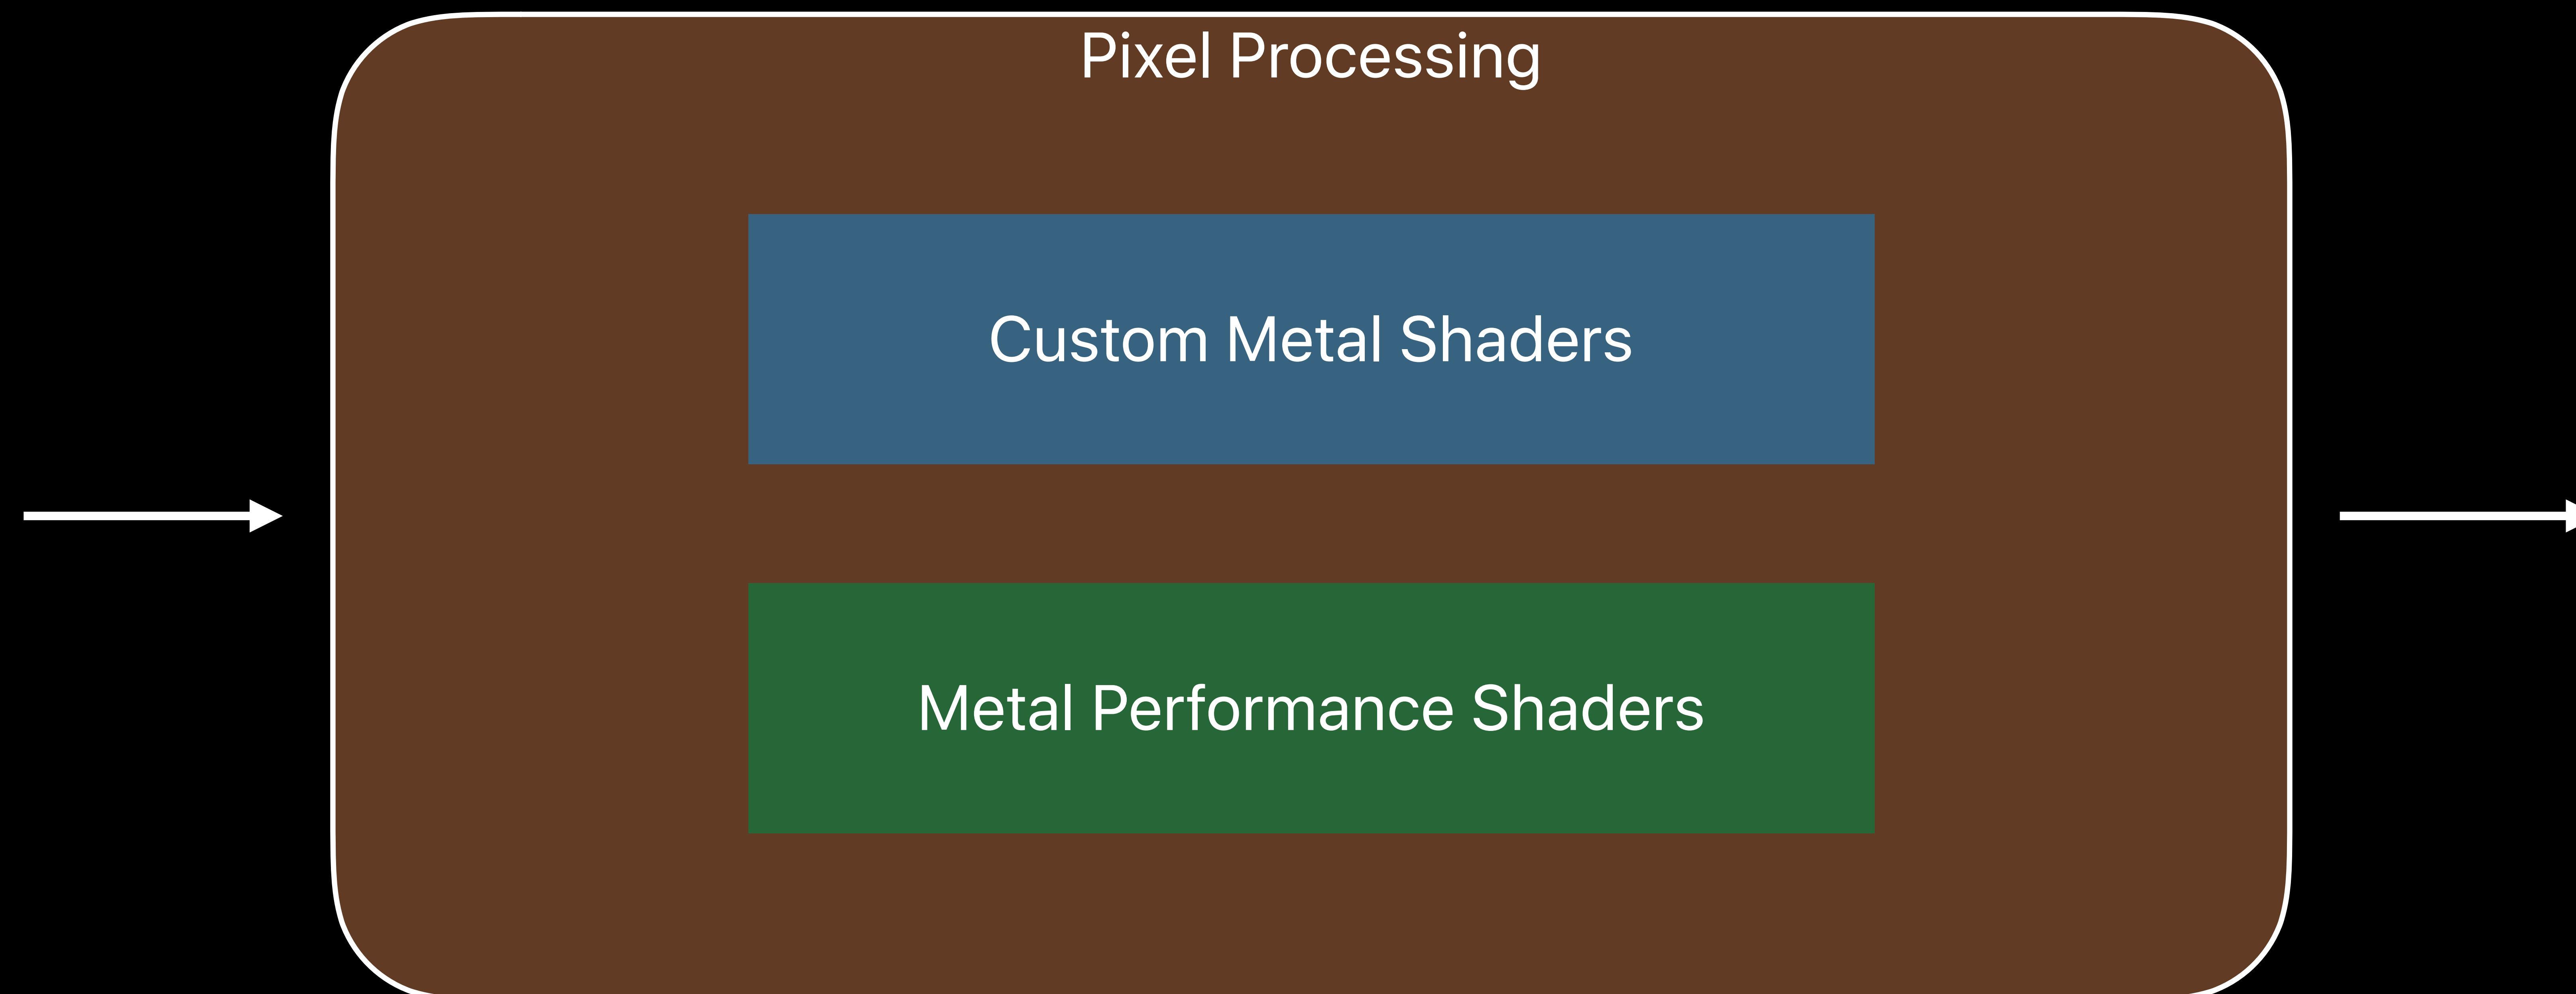 Pixel Processing
Custom Metal Shaders
Metal Performance Shaders